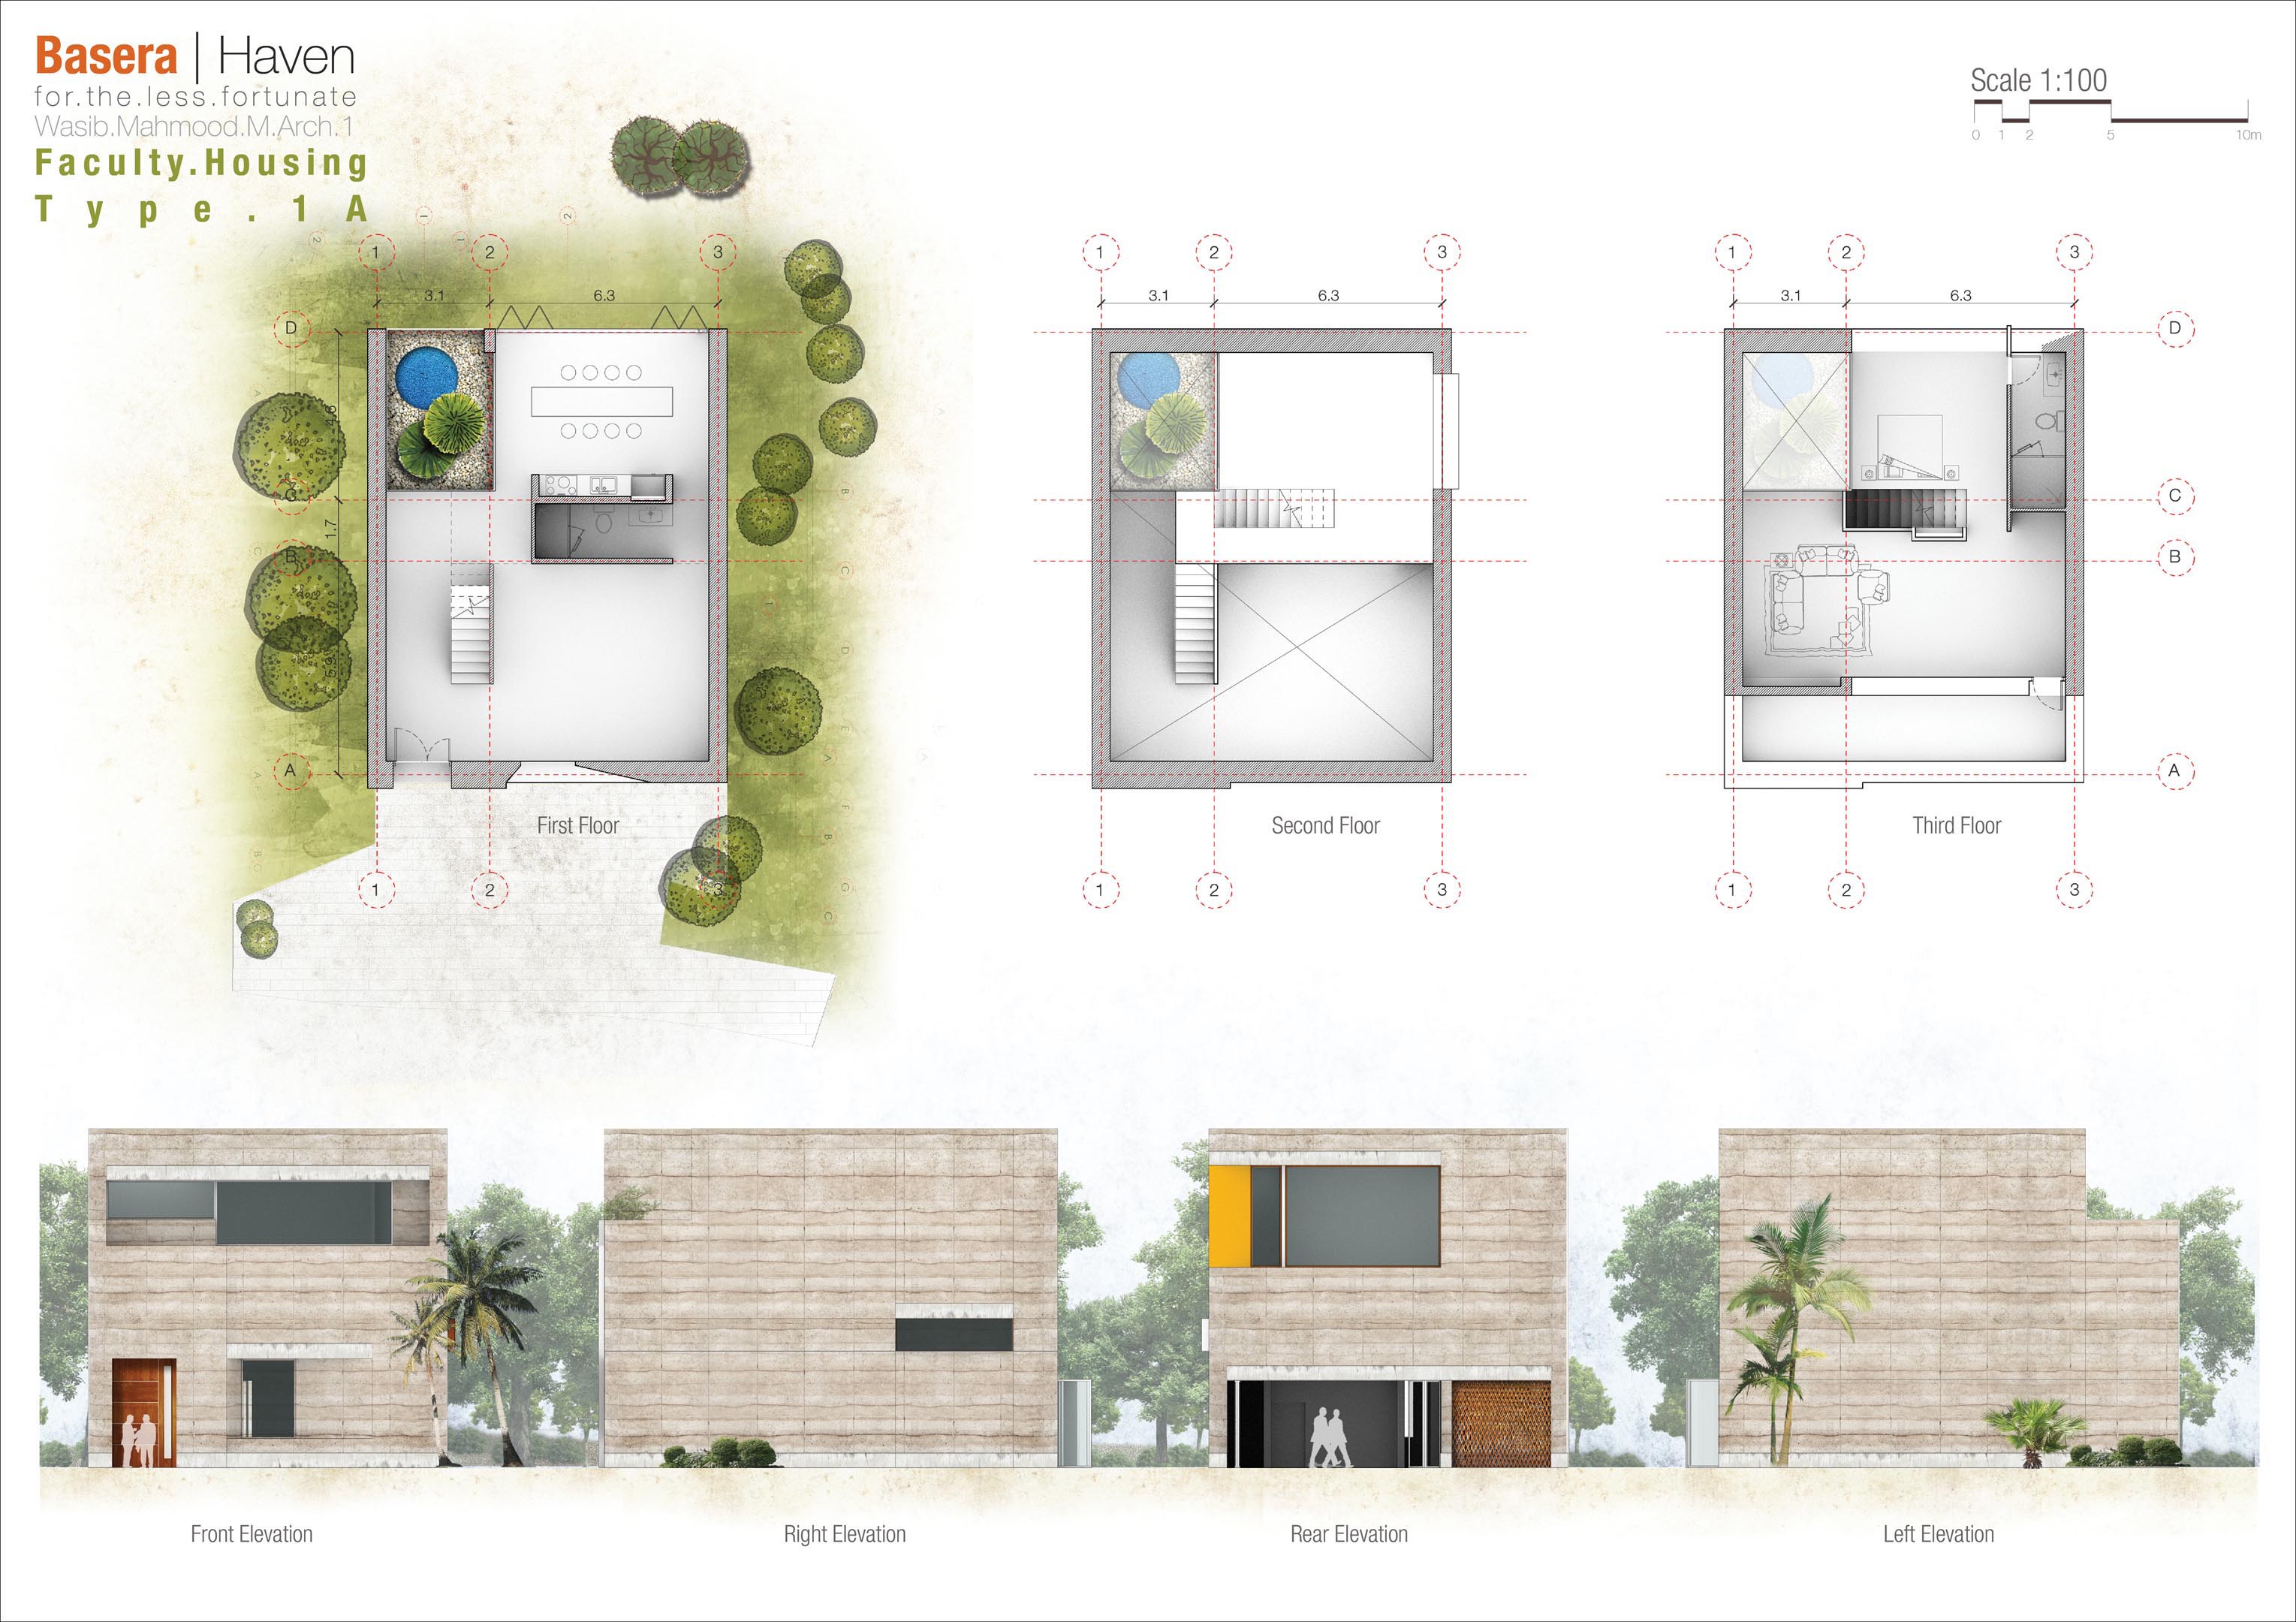 Basera | Haven
for.the.less.fortunate
Wasib.Mahmood.M.Arch.1
Faculty.Housing
Type.1A
Scale 1:100
0 1 2 5 10m
1 2 3
3.1 6.3
D
C
1.7
B
5.9
A
First Floor
1 2 3
1 2 3
3.1 6.3
Second Floor
1 2 3
1 2 3
3.1 6.3
D
C
B
A
Third Floor
1 2 3
Front Elevation
Right Elevation
Rear Elevation
Left Elevation